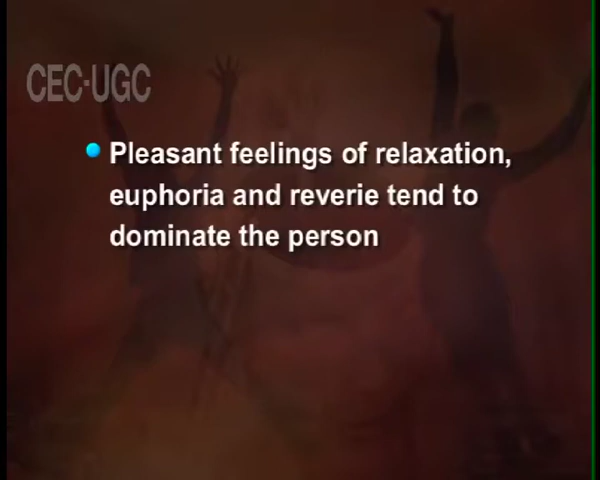 CEC-UGC
Pleasant feelings of relaxation,
euphoria and reverie tend to
dominate the person